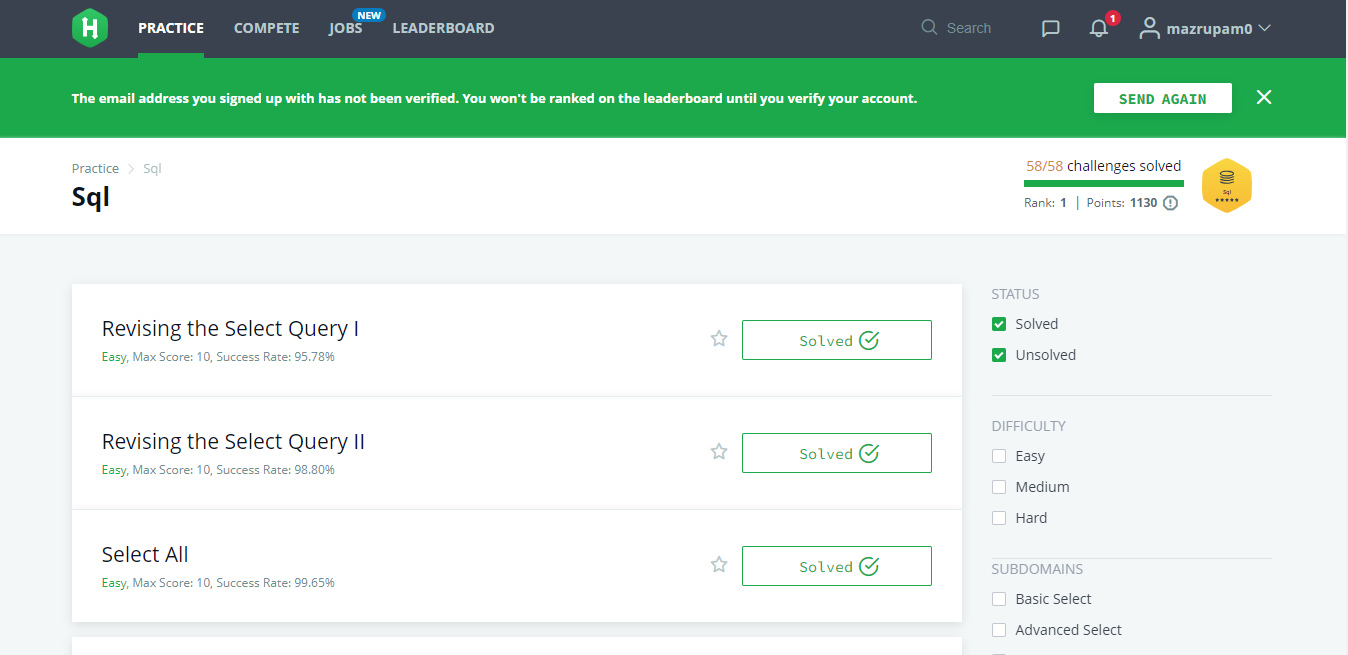 H PRACTICE COMPETE JOBS NEW LEADERBOARD Search 1 mazrupam0
The email address you signed up with has not been verified. You won't be ranked on the leaderboard until you verify your account. SEND AGAIN
Practice Sql
Sql
58/58 challenges solved
Rank: 1 | Points: 1130
Sql
Revising the Select Query I
Easy, Max Score: 10, Success Rate: 95.78%
Solved
Revising the Select Query II
Easy, Max Score: 10, Success Rate: 98.80%
Solved
Select All
Easy, Max Score: 10, Success Rate: 99.65%
Solved
STATUS
Solved
Unsolved
DIFFICULTY
Easy
Medium
Hard
SUBDOMAINS
Basic Select
Advanced Select